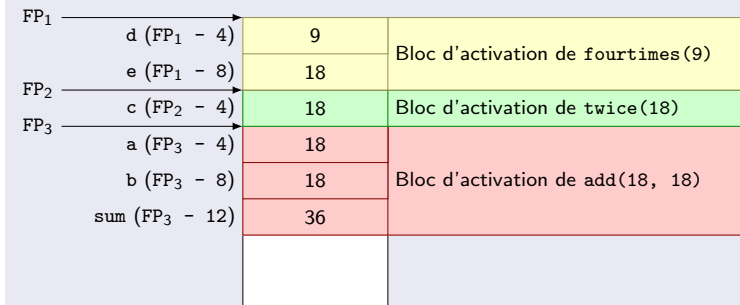 FP₁
d (FP₁ - 4) 9
Bloc d'activation de fourtimes(9)
e (FP₁ - 8) 18
FP₂
c (FP₂ - 4) 18 Bloc d'activation de twice(18)
FP₃
a (FP₃ - 4) 18
b (FP₃ - 8) 18 Bloc d'activation de add(18, 18)
sum (FP₃ - 12) 36